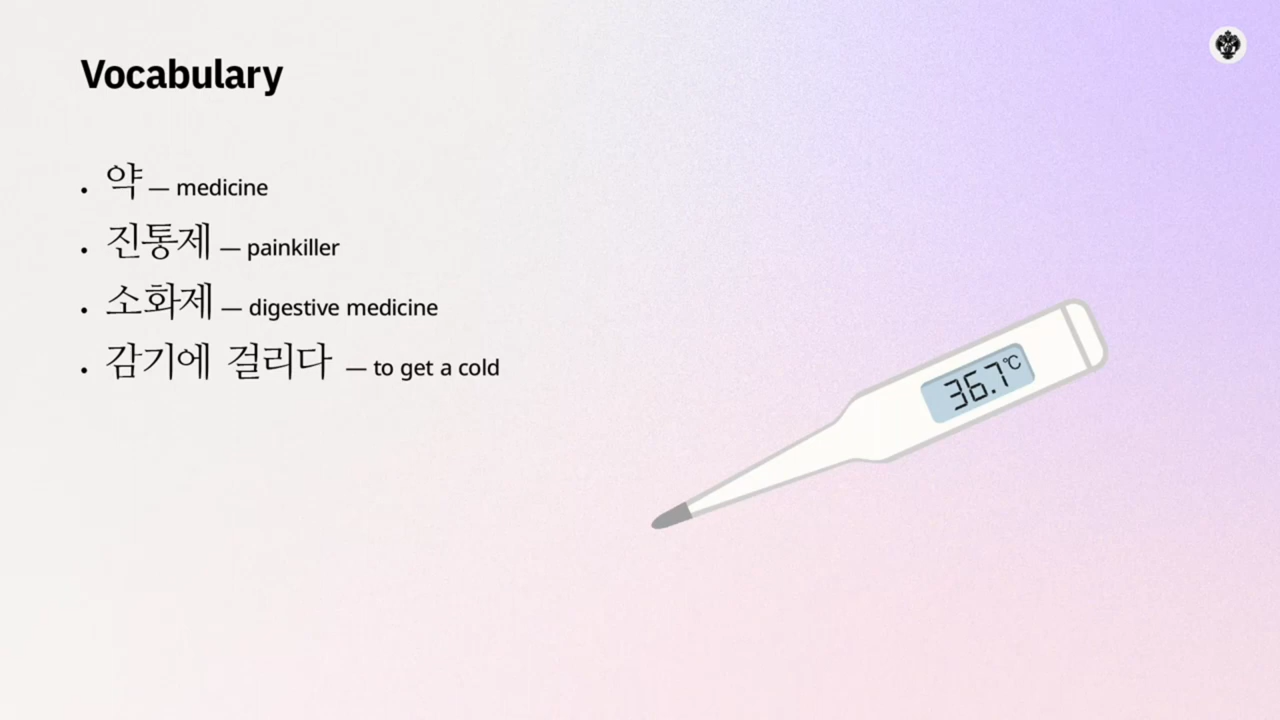 Vocabulary
• 약 — medicine
• 진통제 — painkiller
• 소화제 — digestive medicine
• 감기에 걸리다 — to get a cold
36.7°C